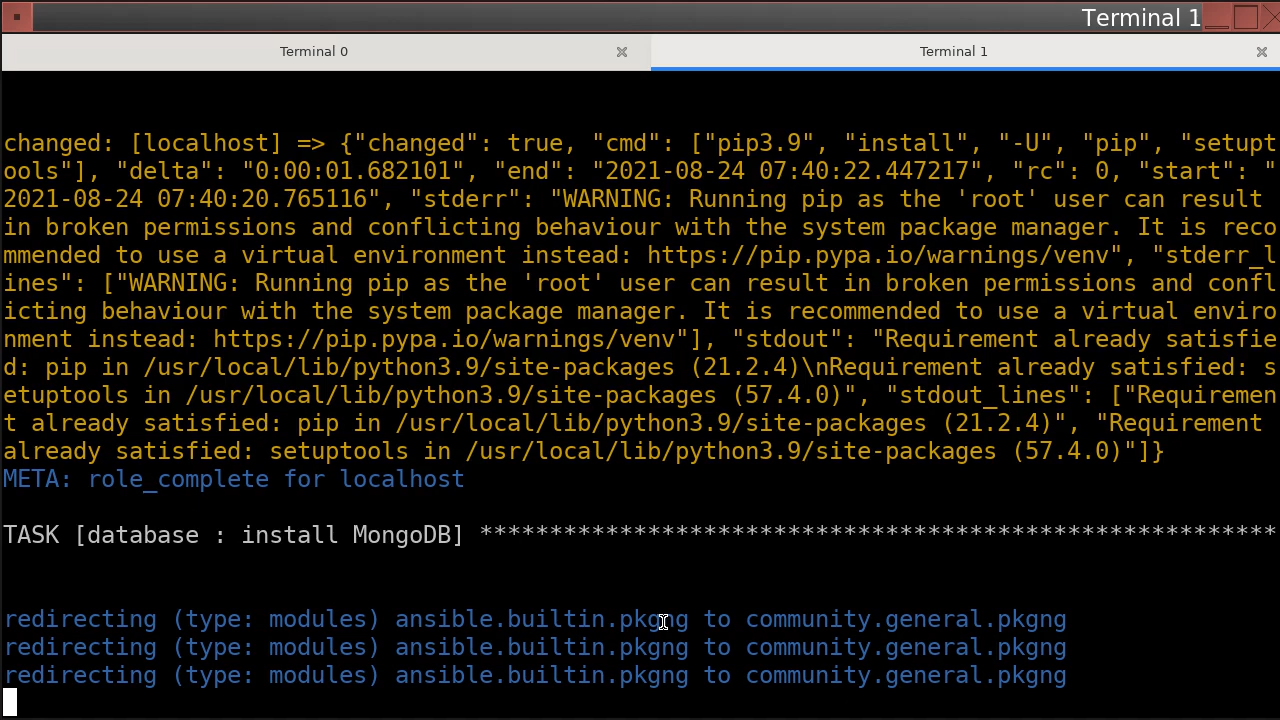 Terminal 1
Terminal 0
Terminal 1
changed: [localhost] => {"changed": true, "cmd": ["pip3.9", "install", "-U", "pip", "setupt
ools"], "delta": "0:00:01.682101", "end": "2021-08-24 07:40:22.447217", "rc": 0, "start": "
2021-08-24 07:40:20.765116", "stderr": "WARNING: Running pip as the 'root' user can result
in broken permissions and conflicting behaviour with the system package manager. It is reco
mmended to use a virtual environment instead: https://pip.pypa.io/warnings/venv", "stderr_l
ines": ["WARNING: Running pip as the 'root' user can result in broken permissions and confl
icting behaviour with the system package manager. It is recommended to use a virtual enviro
nment instead: https://pip.pypa.io/warnings/venv"], "stdout": "Requirement already satisfie
d: pip in /usr/local/lib/python3.9/site-packages (21.2.4)\nRequirement already satisfied: s
etuptools in /usr/local/lib/python3.9/site-packages (57.4.0)", "stdout_lines": ["Requiremen
t already satisfied: pip in /usr/local/lib/python3.9/site-packages (21.2.4)", "Requirement
already satisfied: setuptools in /usr/local/lib/python3.9/site-packages (57.4.0)"]}
META: role_complete for localhost
TASK [database : install MongoDB] *********************************************************
redirecting (type: modules) ansible.builtin.pkgng to community.general.pkgng
redirecting (type: modules) ansible.builtin.pkgng to community.general.pkgng
redirecting (type: modules) ansible.builtin.pkgng to community.general.pkgng